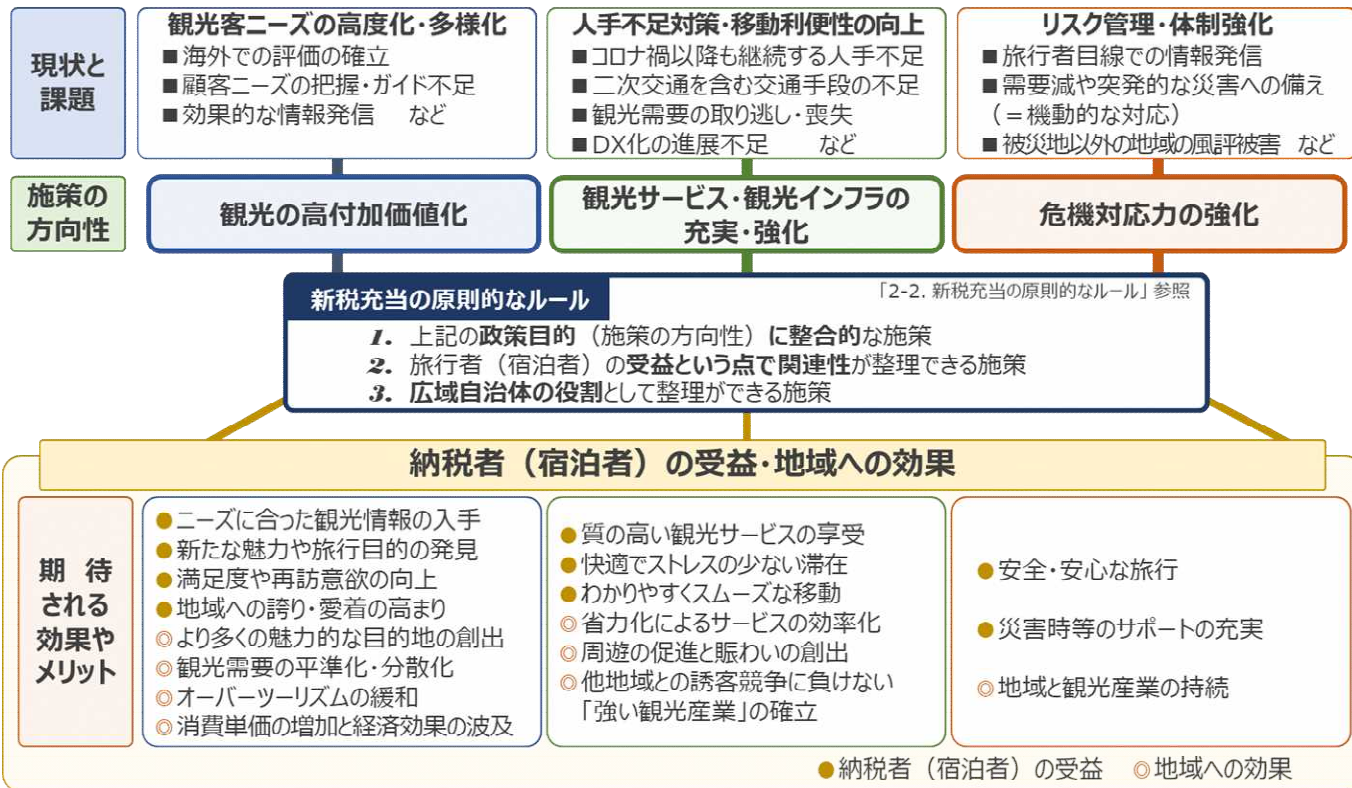 現状と
課題
観光客ニーズの高度化・多様化
■海外での評価の確立
■顧客ニーズの把握・ガイド不足
■効果的な情報発信　など
人手不足対策・移動利便性の向上
■コロナ禍以降も継続する人手不足
■二次交通を含む交通手段の不足
■観光需要の取り逃し・喪失
■DX化の進展不足　　など
リスク管理・体制強化
■旅行者目線での情報発信
■需要減や突発的な災害への備え
（＝機動的な対応）
■被災地以外の地域の風評被害　など
施策の
方向性
観光の高付加価値化
観光サービス・観光インフラの
充実・強化
危機対応力の強化
新税充当の原則的なルール
「2-2. 新税充当の原則的なルール」参照
1. 上記の政策目的（施策の方向性）に整合的な施策
2. 旅行者（宿泊者）の受益という点で関連性が整理できる施策
3. 広域自治体の役割として整理ができる施策
納税者（宿泊者）の受益・地域への効果
期 待
される
効果や
メリット
●ニーズに合った観光情報の入手
●新たな魅力や旅行目的の発見
●満足度や再訪意欲の向上
●地域への誇り・愛着の高まり
◎より多くの魅力的な目的地の創出
◎観光需要の平準化・分散化
◎オーバーツーリズムの緩和
◎消費単価の増加と経済効果の波及
●質の高い観光サービスの享受
●快適でストレスの少ない滞在
●わかりやすくスムーズな移動
◎省力化によるサービスの効率化
◎周遊の促進と賑わいの創出
◎他地域との誘客競争に負けない
「強い観光産業」の確立
●安全・安心な旅行
●災害時等のサポートの充実
◎地域と観光産業の持続
●納税者（宿泊者）の受益　◎地域への効果